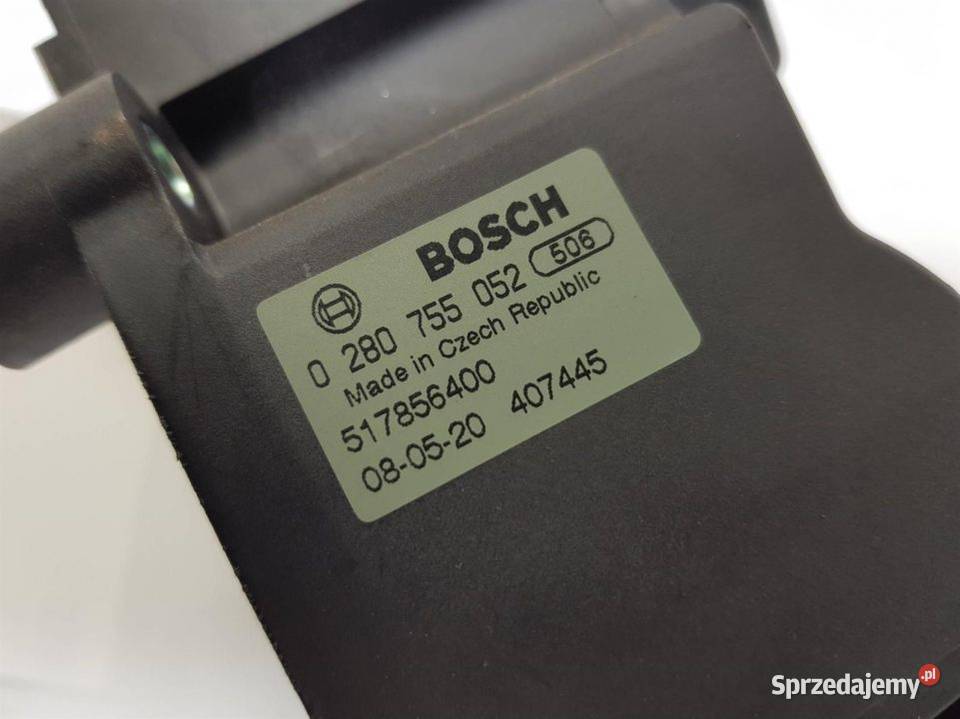 BOSCH
0 280 755 052 506
Made in Czech Republic
517856400
08-05-20 407445
Sprzedajemy.pl